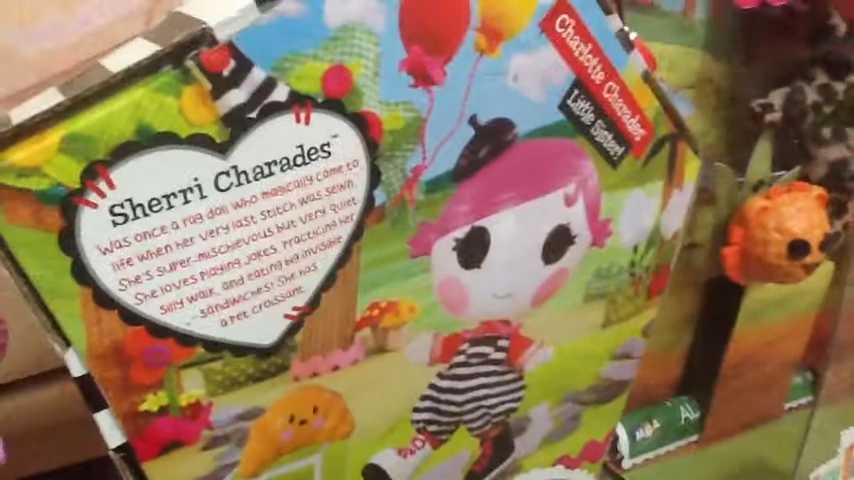 Charlotte Charades
Little Sister!
Sherri Charades™
Was once a rag doll who magically came to
life when her very last stitch was sewn.
She's super-mischievous but very quiet.
She loves playing jokes, practicing her
silly walk, and eating big invisible
sandwiches! She has
a pet croissant.
AL